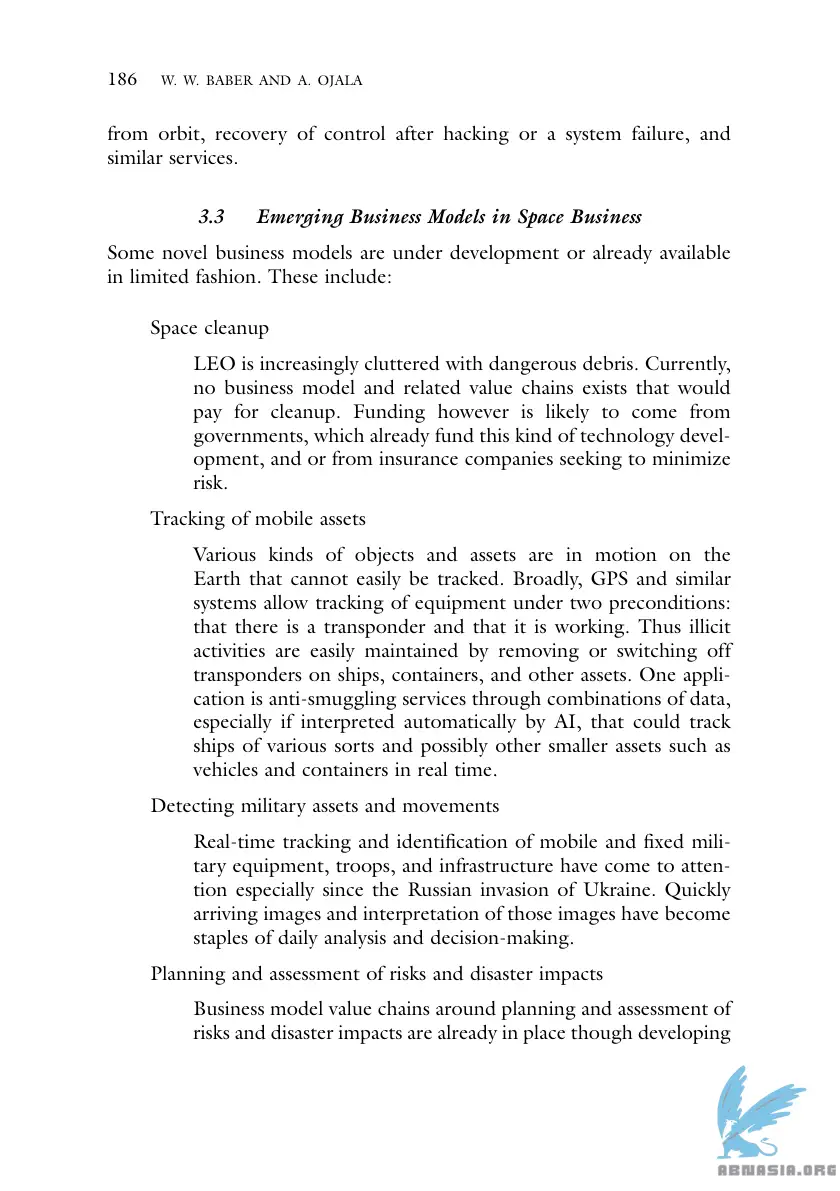 186 W. W. BABER AND A. OJALA
from orbit, recovery of control after hacking or a system failure, and
similar services.
3.3 Emerging Business Models in Space Business
Some novel business models are under development or already available
in limited fashion. These include:
Space cleanup
LEO is increasingly cluttered with dangerous debris. Currently,
no business model and related value chains exists that would
pay for cleanup. Funding however is likely to come from
governments, which already fund this kind of technology devel-
opment, and or from insurance companies seeking to minimize
risk.
Tracking of mobile assets
Various kinds of objects and assets are in motion on the
Earth that cannot easily be tracked. Broadly, GPS and similar
systems allow tracking of equipment under two preconditions:
that there is a transponder and that it is working. Thus illicit
activities are easily maintained by removing or switching off
transponders on ships, containers, and other assets. One appli-
cation is anti-smuggling services through combinations of data,
especially if interpreted automatically by AI, that could track
ships of various sorts and possibly other smaller assets such as
vehicles and containers in real time.
Detecting military assets and movements
Real-time tracking and identification of mobile and fixed mili-
tary equipment, troops, and infrastructure have come to atten-
tion especially since the Russian invasion of Ukraine. Quickly
arriving images and interpretation of those images have become
staples of daily analysis and decision-making.
Planning and assessment of risks and disaster impacts
Business model value chains around planning and assessment of
risks and disaster impacts are already in place though developing
ABNASIA.ORG